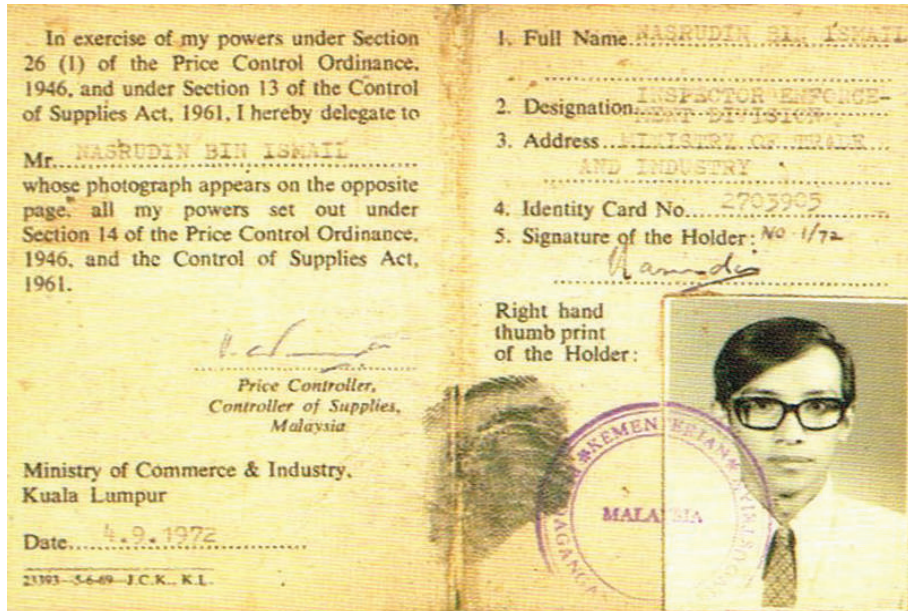 In exercise of my powers under Section
26 (1) of the Price Control Ordinance,
1946, and under Section 13 of the Control
of Supplies Act, 1961, I hereby delegate to
Mr. NASRUDIN BIN ISMAIL
whose photograph appears on the opposite
page, all my powers set out under
Section 14 of the Price Control Ordinance,
1946, and the Control of Supplies Act,
1961.
Price Controller,
Controller of Supplies,
Malaysia
Ministry of Commerce & Industry,
Kuala Lumpur
Date 4.9.1972
23393—5-6-69—J.C.K., K.L.
1. Full Name NASRUDIN BIN ISMAIL
2. Designation INSPECTOR ENFORCE-
MENT DIVISION
3. Address MINISTRY OF TRADE
AND INDUSTRY
4. Identity Card No. 2703905
5. Signature of the Holder: No 1/72
Right hand
thumb print
of the Holder:
KEMENTERIAN
MALAYSIA